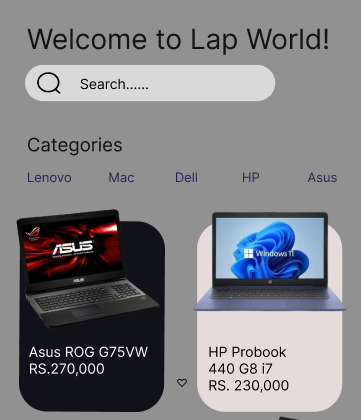 Welcome to Lap World!
Search......
Categories
Lenovo Mac Dell HP Asus
ASUS
Windows 11
Asus ROG G75VW
RS.270,000
HP Probook
440 G8 i7
RS. 230,000